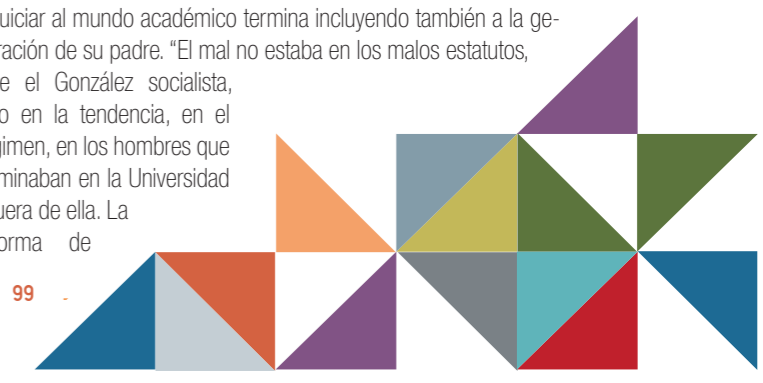 uiciar al mundo académico termina incluyendo también a la ge-
ración de su padre. “El mal no estaba en los malos estatutos,
e el González socialista,
o en la tendencia, en el
gimen, en los hombres que
minaban en la Universidad
uera de ella. La
orma de
99 -